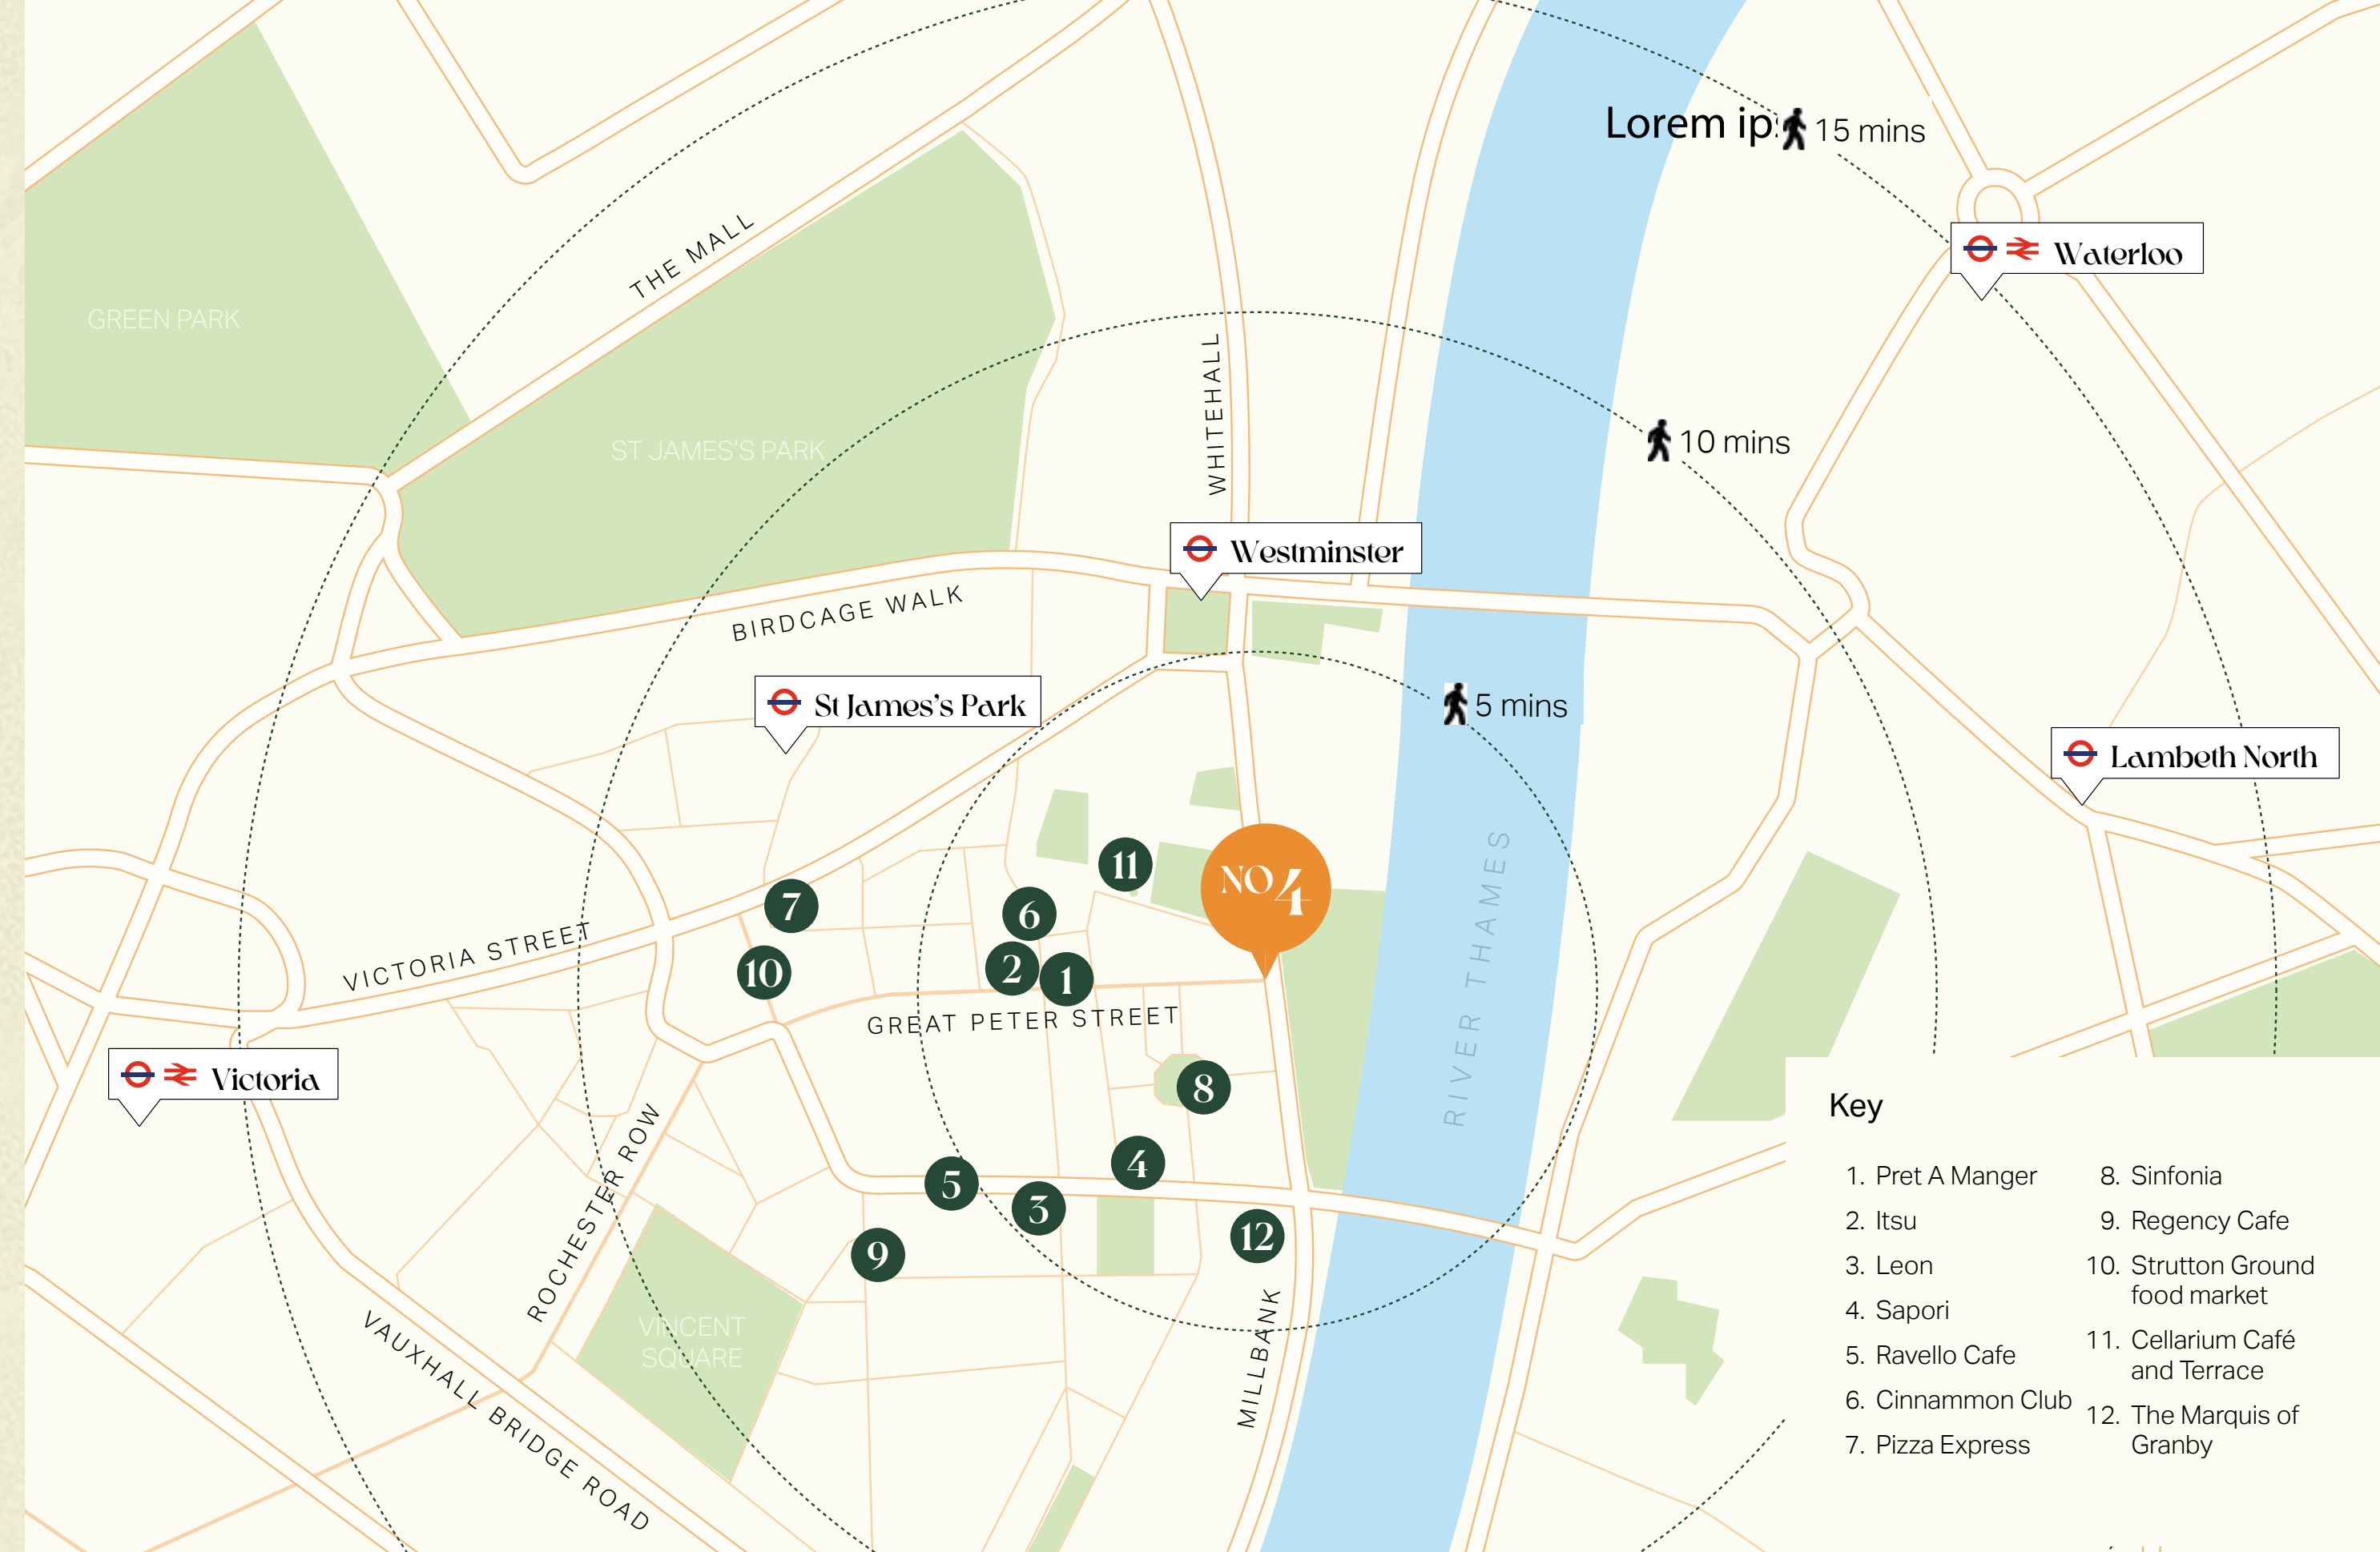 Lorem ip
15 mins
THE MALL
Waterloo
GREEN PARK
WHITEHALL
ST JAMES'S PARK
10 mins
Westminster
BIRDCAGE WALK
St James's Park
5 mins
Lambeth North
11
NO4
7
6
RIVER THAMES
VICTORIA STREET
10
2
1
GREAT PETER STREET
Victoria
8
ROCHESTER ROW
4
5
3
12
9
VINCENT
SQUARE
MILLBANK
VAUXHALL BRIDGE ROAD
Key
1. Pret A Manger
2. Itsu
3. Leon
4. Sapori
5. Ravello Cafe
6. Cinnammon Club
7. Pizza Express
8. Sinfonia
9. Regency Cafe
10. Strutton Ground
food market
11. Cellarium Café
and Terrace
12. The Marquis of
Granby